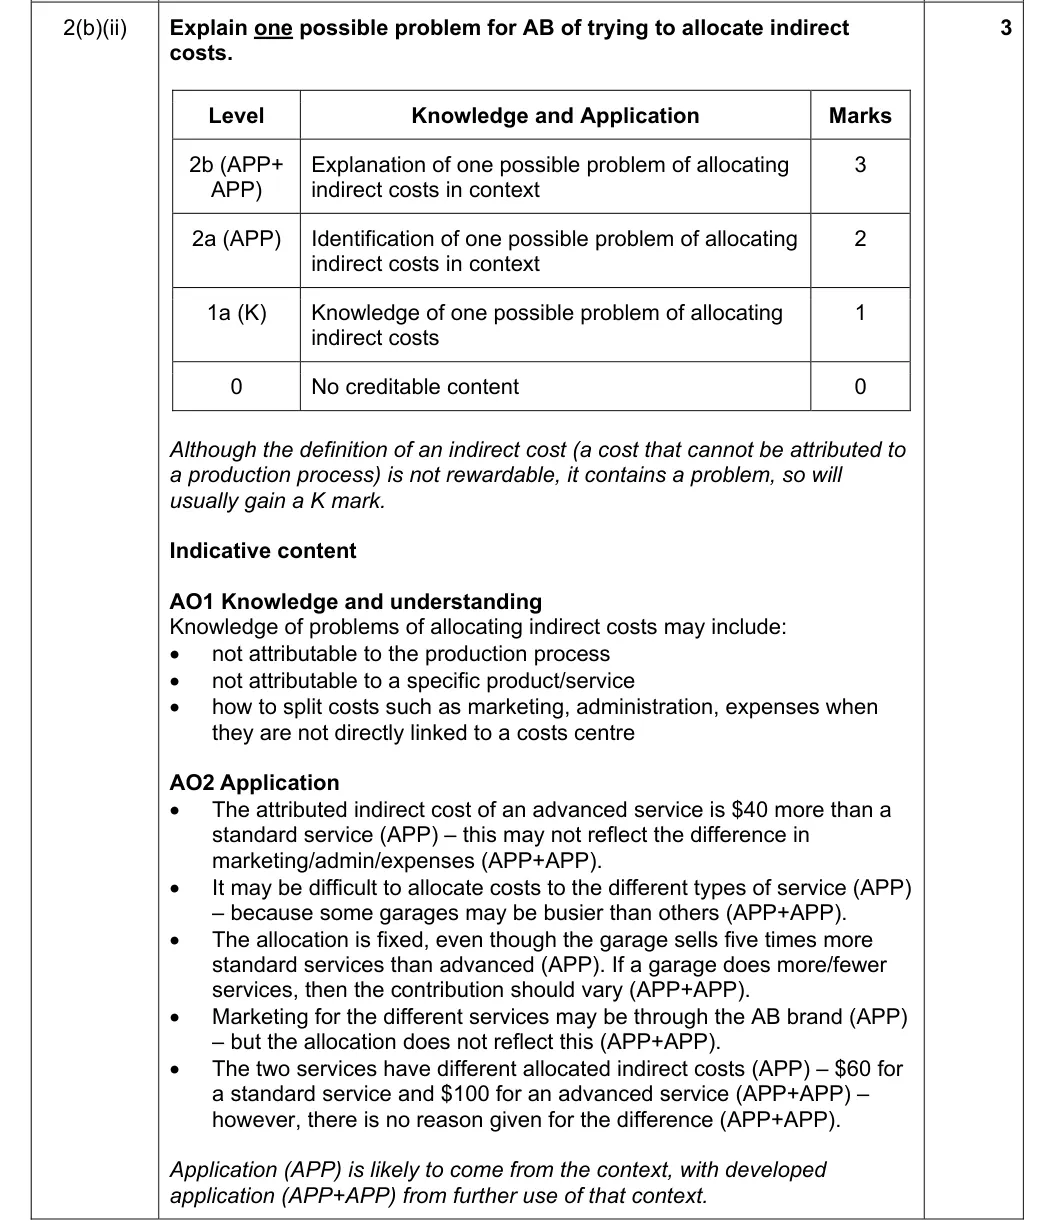 2(b)(ii)
Explain one possible problem for AB of trying to allocate indirect
costs.
3
Level
Knowledge and Application
Marks
2b (APP+
APP)
Explanation of one possible problem of allocating
indirect costs in context
3
2a (APP)
Identification of one possible problem of allocating
indirect costs in context
2
1a (K)
Knowledge of one possible problem of allocating
indirect costs
1
0
No creditable content
0
Although the definition of an indirect cost (a cost that cannot be attributed to
a production process) is not rewardable, it contains a problem, so will
usually gain a K mark.
Indicative content
AO1 Knowledge and understanding
Knowledge of problems of allocating indirect costs may include:
• not attributable to the production process
• not attributable to a specific product/service
• how to split costs such as marketing, administration, expenses when
they are not directly linked to a costs centre
AO2 Application
• The attributed indirect cost of an advanced service is $40 more than a
standard service (APP) – this may not reflect the difference in
marketing/admin/expenses (APP+APP).
• It may be difficult to allocate costs to the different types of service (APP)
– because some garages may be busier than others (APP+APP).
• The allocation is fixed, even though the garage sells five times more
standard services than advanced (APP). If a garage does more/fewer
services, then the contribution should vary (APP+APP).
• Marketing for the different services may be through the AB brand (APP)
– but the allocation does not reflect this (APP+APP).
• The two services have different allocated indirect costs (APP) – $60 for
a standard service and $100 for an advanced service (APP+APP) –
however, there is no reason given for the difference (APP+APP).
Application (APP) is likely to come from the context, with developed
application (APP+APP) from further use of that context.